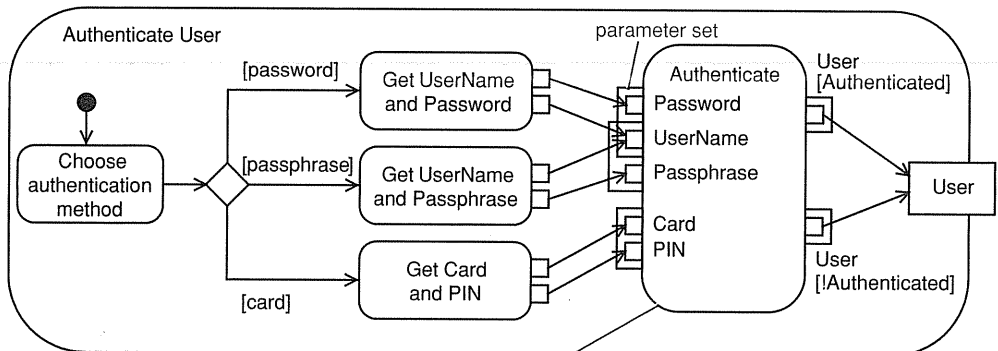 Authenticate User
parameter set
[password]
Get UserName
and Password
Authenticate
Password
UserName
Passphrase
Card
PIN
User
[Authenticated]
Choose
authentication
method
[passphrase]
Get UserName
and Passphrase
User
[card]
Get Card
and PIN
User
[!Authenticated]